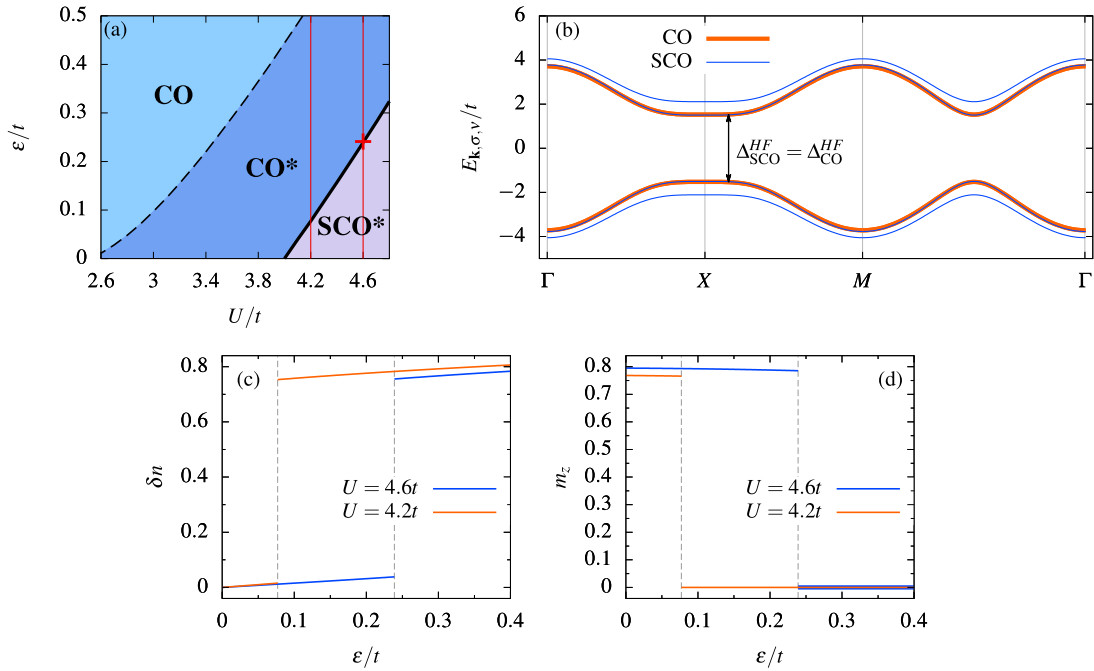 (a)
CO
CO*
SCO*
ε/t
0.5
0.4
0.3
0.2
0.1
0
2.6 3 3.4 3.8 4.2 4.6
U/t
(b)
CO
SCO
E𝐤,σ,ν/t
4
2
0
−2
−4
Δ^{HF}_{SCO} = Δ^{HF}_{CO}
Γ X M Γ
(c)
δn
0.8
0.6
0.4
0.2
0
U = 4.6t
U = 4.2t
0 0.1 0.2 0.3 0.4
ε/t
(d)
m_z
0.8
0.7
0.6
0.5
0.4
0.3
0.2
0.1
0
U = 4.6t
U = 4.2t
0 0.1 0.2 0.3 0.4
ε/t